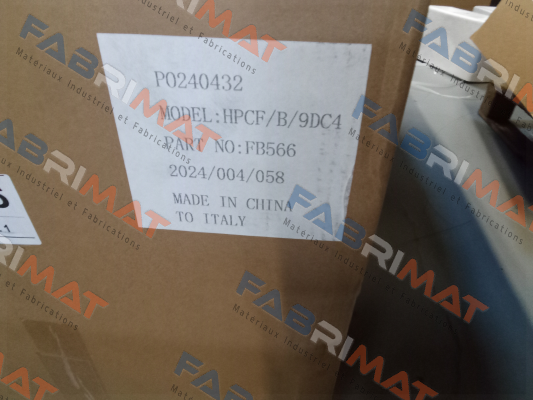 P0240432
MODEL:HPCF/B/9DC4
PART NO:FB566
2024/004/058
MADE IN CHINA
TO ITALY
FABRIMAT
Materiaux Industriel et Fabrications